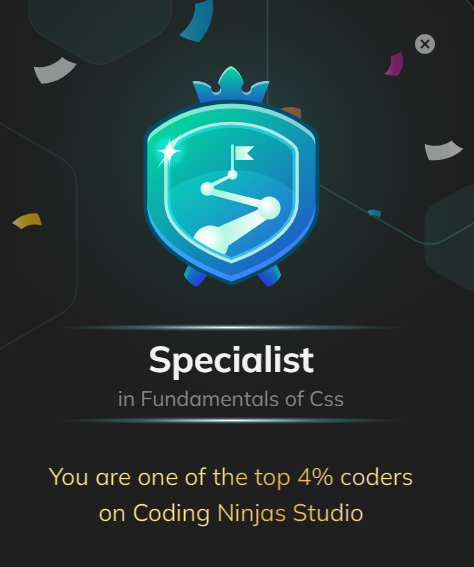 Specialist
in Fundamentals of Css
You are one of the top 4% coders
on Coding Ninjas Studio